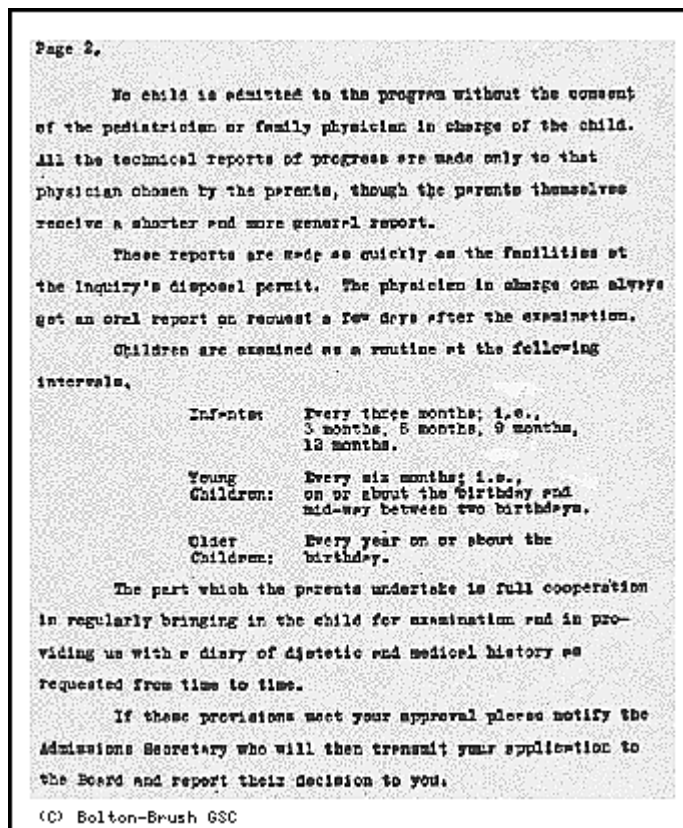 Page 2.
No child is admitted to the program without the consent
of the pediatrician or family physician in charge of the child.
All the technical reports of progress are made only to that
physician chosen by the parents, though the parents themselves
receive a shorter and more general report.
These reports are made as quickly as the facilities at
the Inquiry's disposal permit. The physician in charge can always
get an oral report on request a few days after the examination.
Children are examined as a routine at the following
intervals.
Infants: Every three months; i.e.,
3 months, 6 months, 9 months,
12 months.
Young Every six months; i.e.,
Children: on or about the birthday and
mid-way between two birthdays.
Older Every year on or about the
Children: birthday.
The part which the parents undertake is full cooperation
in regularly bringing in the child for examination and in pro-
viding us with a diary of dietetic and medical history as
requested from time to time.
If these provisions meet your approval please notify the
Admissions Secretary who will then transmit your application to
the Board and report their decision to you.
(C) Bolton-Brush GSC